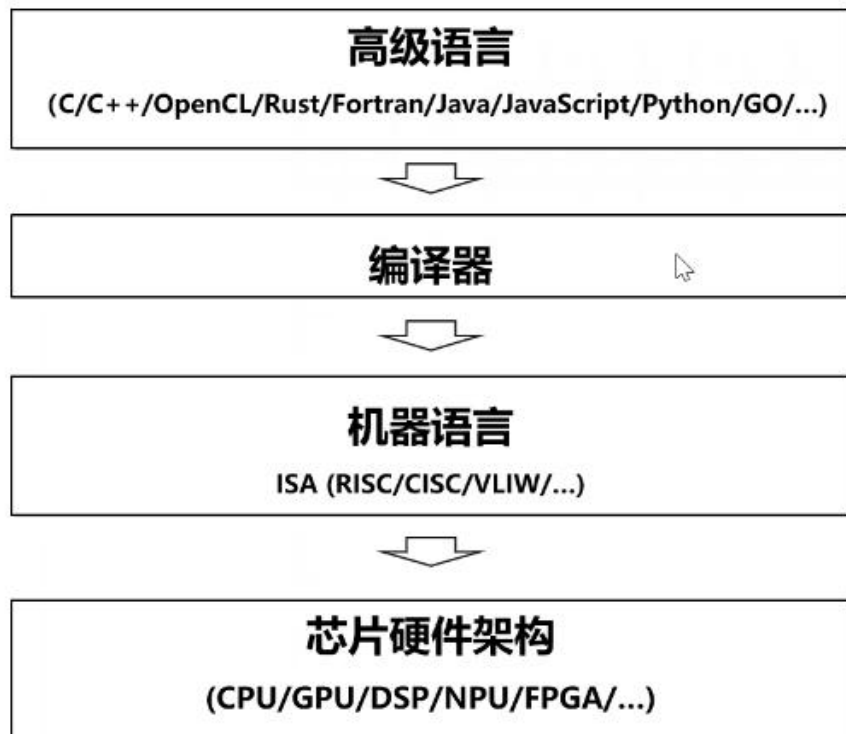 高级语言
(C/C++/OpenCL/Rust/Fortran/Java/JavaScript/Python/GO/...)
编译器
机器语言
ISA (RISC/CISC/VLIW/...)
芯片硬件架构
(CPU/GPU/DSP/NPU/FPGA/...)